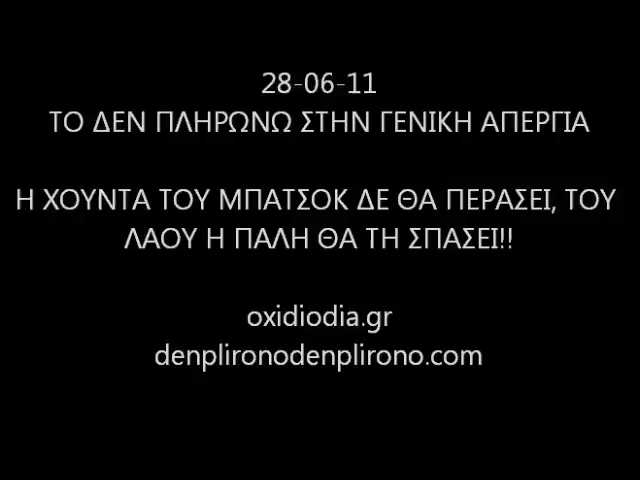 28-06-11
ΤΟ ΔΕΝ ΠΛΗΡΩΝΩ ΣΤΗΝ ΓΕΝΙΚΗ ΑΠΕΡΓΙΑ
Η ΧΟΥΝΤΑ ΤΟΥ ΜΠΑΤΣΟΚ ΔΕ ΘΑ ΠΕΡΑΣΕΙ, ΤΟΥ
ΛΑΟΥ Η ΠΑΛΗ ΘΑ ΤΗ ΣΠΑΣΕΙ!!
oxidiodia.gr
denplironodenplirono.com